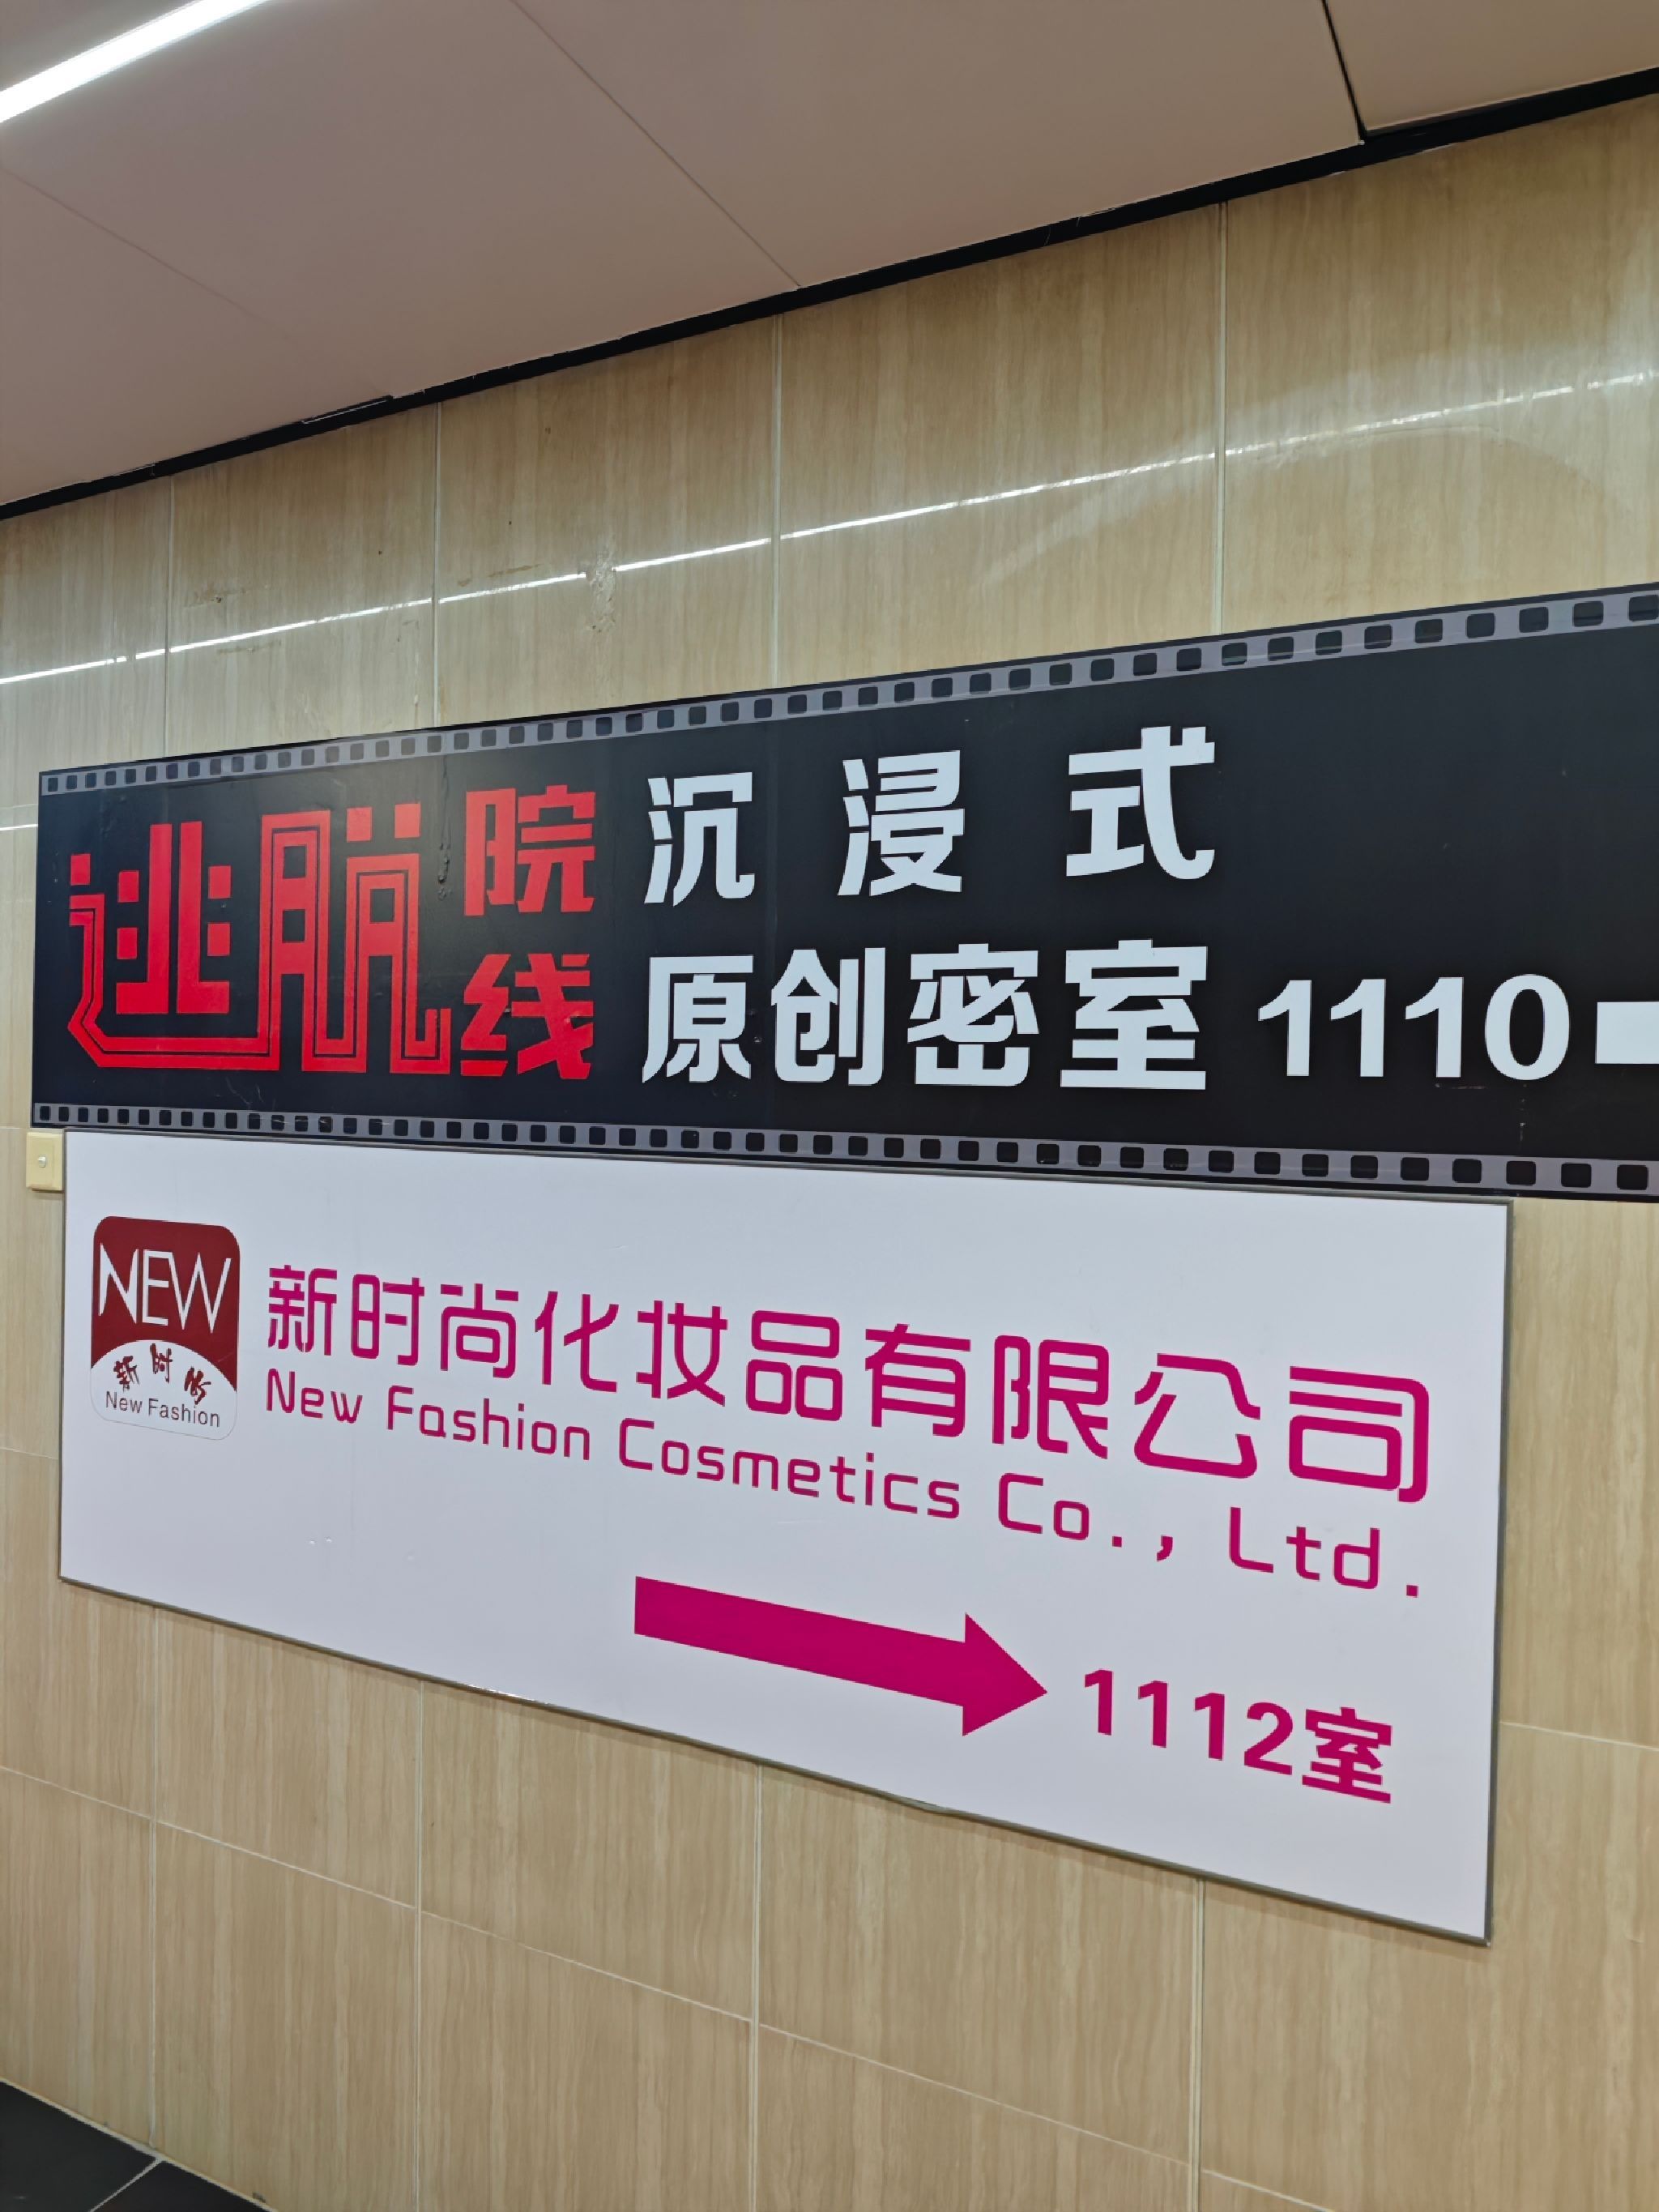 逃脱院线
沉浸式
原创密室 1110
NEW
新时尚
New Fashion
新时尚化妆品有限公司
New Fashion Cosmetics Co., Ltd.
1112室